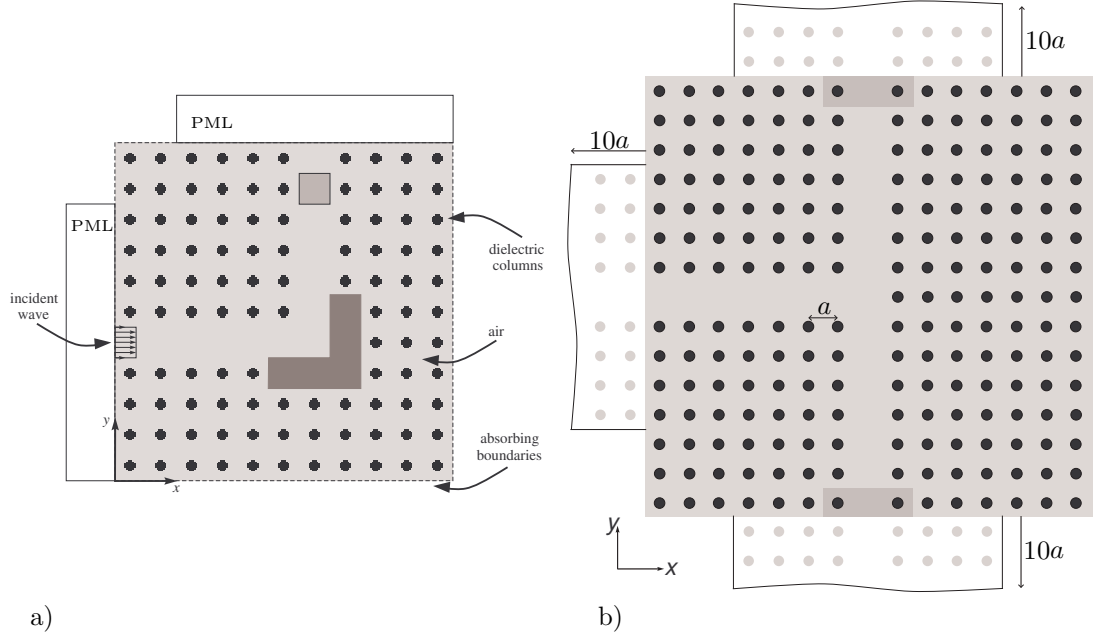 PML
PML
dielectric
columns
incident
wave
air
y
absorbing
boundaries
x
a)
10a
10a
a
10a
y
x
b)